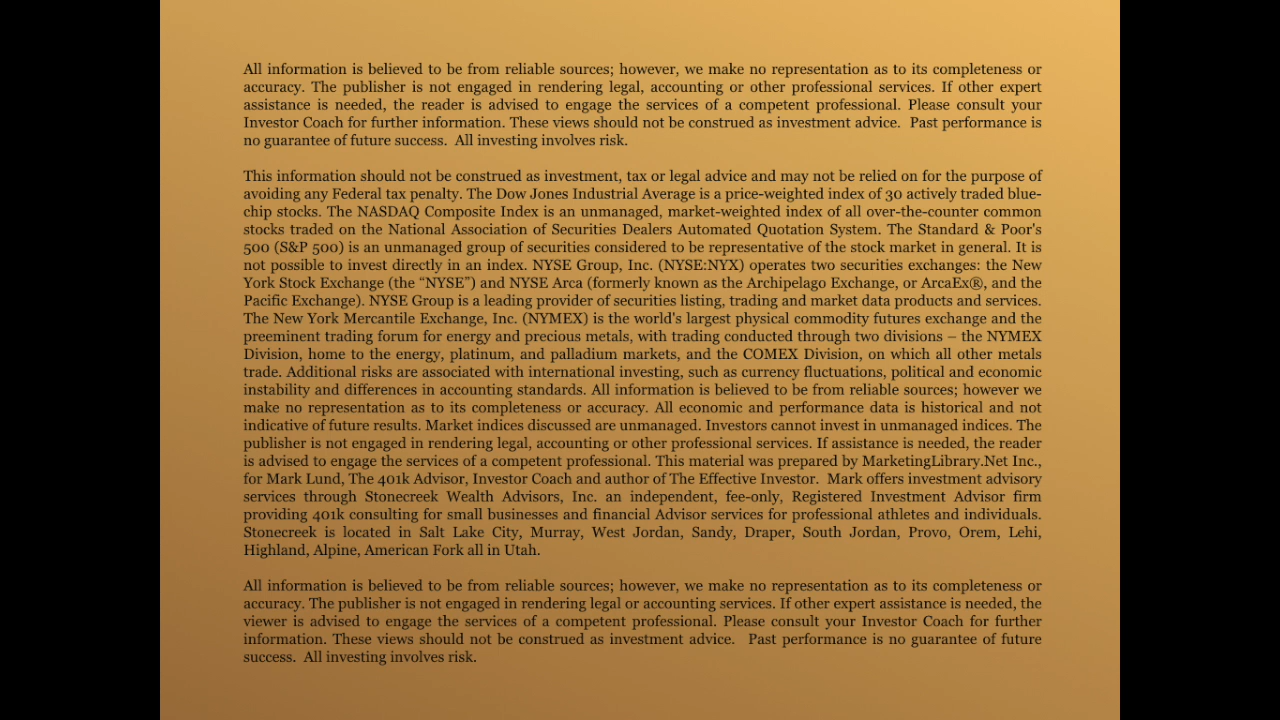 All information is believed to be from reliable sources; however, we make no representation as to its completeness or
accuracy. The publisher is not engaged in rendering legal, accounting or other professional services. If other expert
assistance is needed, the reader is advised to engage the services of a competent professional. Please consult your
Investor Coach for further information. These views should not be construed as investment advice.  Past performance is
no guarantee of future success.  All investing involves risk.
This information should not be construed as investment, tax or legal advice and may not be relied on for the purpose of
avoiding any Federal tax penalty. The Dow Jones Industrial Average is a price-weighted index of 30 actively traded blue-
chip stocks. The NASDAQ Composite Index is an unmanaged, market-weighted index of all over-the-counter common
stocks traded on the National Association of Securities Dealers Automated Quotation System. The Standard & Poor's
500 (S&P 500) is an unmanaged group of securities considered to be representative of the stock market in general. It is
not possible to invest directly in an index. NYSE Group, Inc. (NYSE:NYX) operates two securities exchanges: the New
York Stock Exchange (the “NYSE”) and NYSE Arca (formerly known as the Archipelago Exchange, or ArcaEx®, and the
Pacific Exchange). NYSE Group is a leading provider of securities listing, trading and market data products and services.
The New York Mercantile Exchange, Inc. (NYMEX) is the world's largest physical commodity futures exchange and the
preeminent trading forum for energy and precious metals, with trading conducted through two divisions – the NYMEX
Division, home to the energy, platinum, and palladium markets, and the COMEX Division, on which all other metals
trade. Additional risks are associated with international investing, such as currency fluctuations, political and economic
instability and differences in accounting standards. All information is believed to be from reliable sources; however we
make no representation as to its completeness or accuracy. All economic and performance data is historical and not
indicative of future results. Market indices discussed are unmanaged. Investors cannot invest in unmanaged indices. The
publisher is not engaged in rendering legal, accounting or other professional services. If assistance is needed, the reader
is advised to engage the services of a competent professional. This material was prepared by MarketingLibrary.Net Inc.,
for Mark Lund, The 401k Advisor, Investor Coach and author of The Effective Investor.  Mark offers investment advisory
services through Stonecreek Wealth Advisors, Inc. an independent, fee-only, Registered Investment Advisor firm
providing 401k consulting for small businesses and financial Advisor services for professional athletes and individuals.
Stonecreek is located in Salt Lake City, Murray, West Jordan, Sandy, Draper, South Jordan, Provo, Orem, Lehi,
Highland, Alpine, American Fork all in Utah.
All information is believed to be from reliable sources; however, we make no representation as to its completeness or
accuracy. The publisher is not engaged in rendering legal or accounting services. If other expert assistance is needed, the
viewer is advised to engage the services of a competent professional. Please consult your Investor Coach for further
information. These views should not be construed as investment advice.  Past performance is no guarantee of future
success.  All investing involves risk.